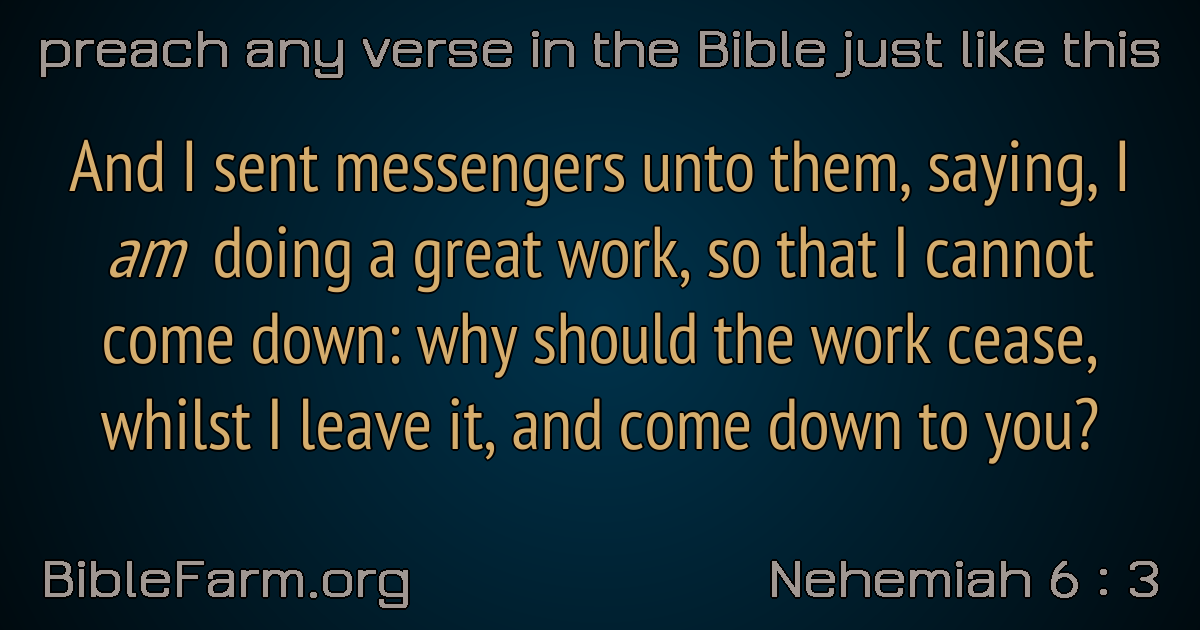 preach any verse in the Bible just like this
And I sent messengers unto them, saying, I
am doing a great work, so that I cannot
come down: why should the work cease,
whilst I leave it, and come down to you?
BibleFarm.org
Nehemiah 6 : 3